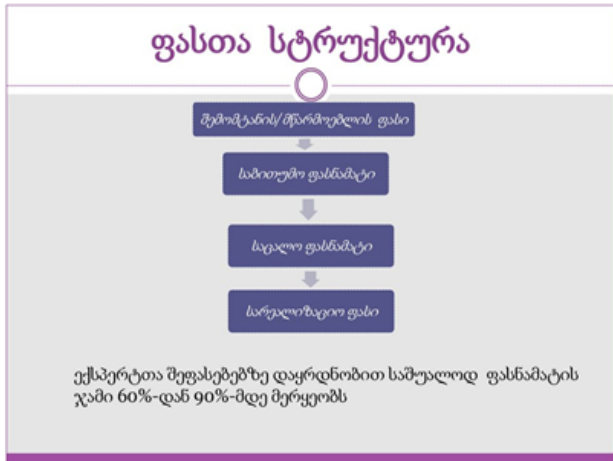 ფასთა სტრუქტურა
შემომტანის/მწარმოებლის ფასი
საბითუმო ფასნამატი
საცალო ფასნამატი
სარეალიზაციო ფასი
ექსპერტთა შეფასებებზე დაყრდნობით საშუალოდ ფასნამატის
ჯამი 60%-დან 90%-მდე მერყეობს